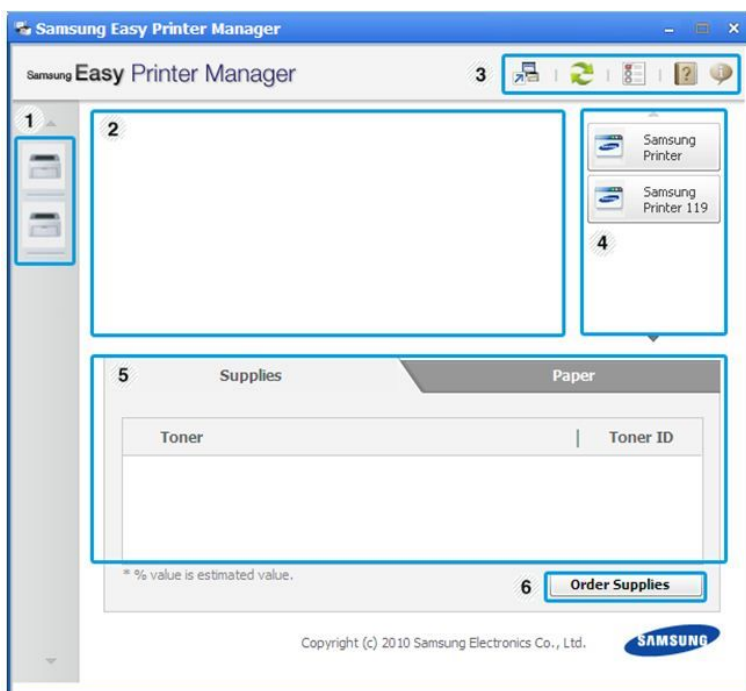 Samsung Easy Printer Manager
Samsung Easy Printer Manager
3
?
1
2
Samsung
Printer
Samsung
Printer 119
4
5 Supplies Paper
Toner | Toner ID
* % value is estimated value.
6 Order Supplies
Copyright (c) 2010 Samsung Electronics Co., Ltd. SAMSUNG